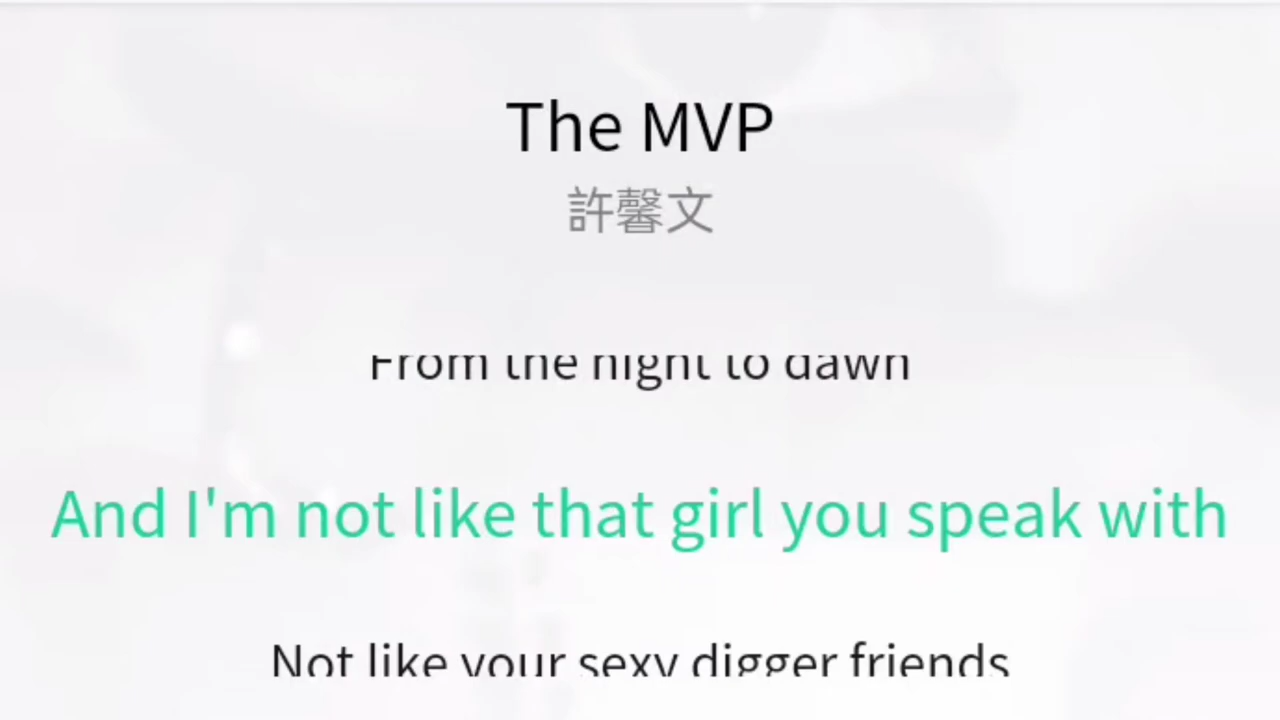 The MVP
許馨文
From the night to dawn
And I'm not like that girl you speak with
Not like your sexy digger friends